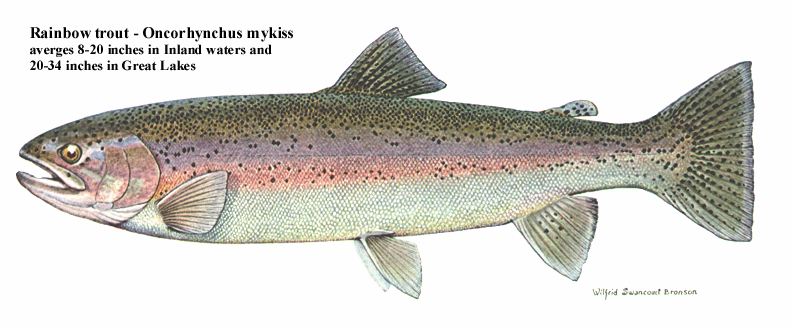 Rainbow trout - Oncorhynchus mykiss
averges 8-20 inches in Inland waters and
20-34 inches in Great Lakes
Wilfrid Swancourt Bronson